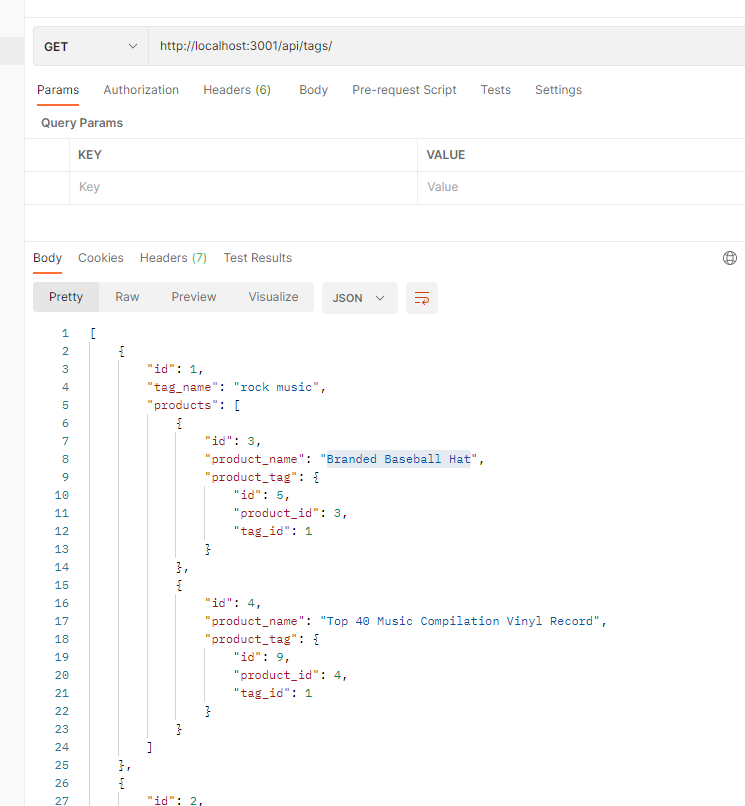 GET http://localhost:3001/api/tags/
Params Authorization Headers (6) Body Pre-request Script Tests Settings
Query Params
KEY VALUE
Key Value
Body Cookies Headers (7) Test Results
Pretty Raw Preview Visualize JSON
1 [
2 {
3 "id": 1,
4 "tag_name": "rock music",
5 "products": [
6 {
7 "id": 3,
8 "product_name": "Branded Baseball Hat",
9 "product_tag": {
10 "id": 5,
11 "product_id": 3,
12 "tag_id": 1
13 }
14 },
15 {
16 "id": 4,
17 "product_name": "Top 40 Music Compilation Vinyl Record",
18 "product_tag": {
19 "id": 9,
20 "product_id": 4,
21 "tag_id": 1
22 }
23 }
24 ]
25 },
26 {
27 "id": 2,